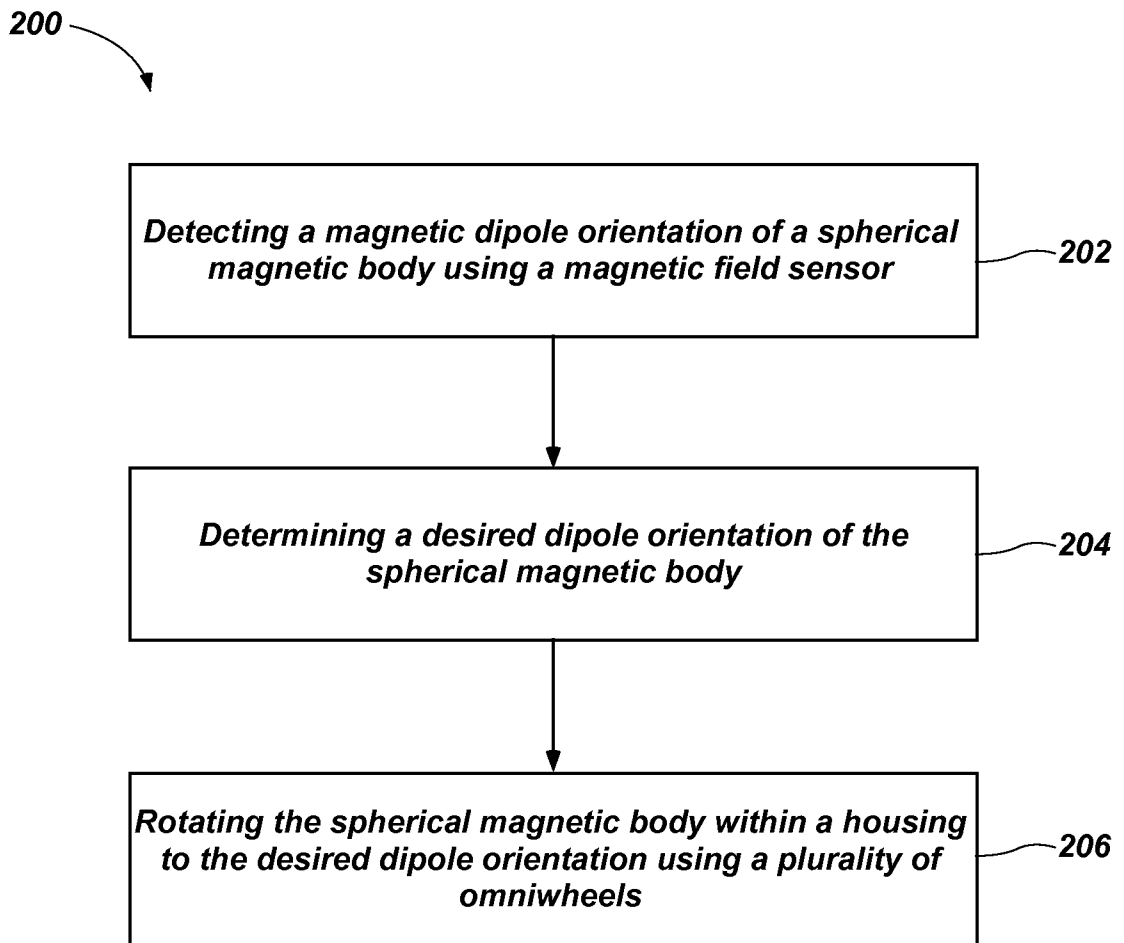 200
Detecting a magnetic dipole orientation of a spherical
magnetic body using a magnetic field sensor
202
Determining a desired dipole orientation of the
spherical magnetic body
204
Rotating the spherical magnetic body within a housing
to the desired dipole orientation using a plurality of
omniwheels
206